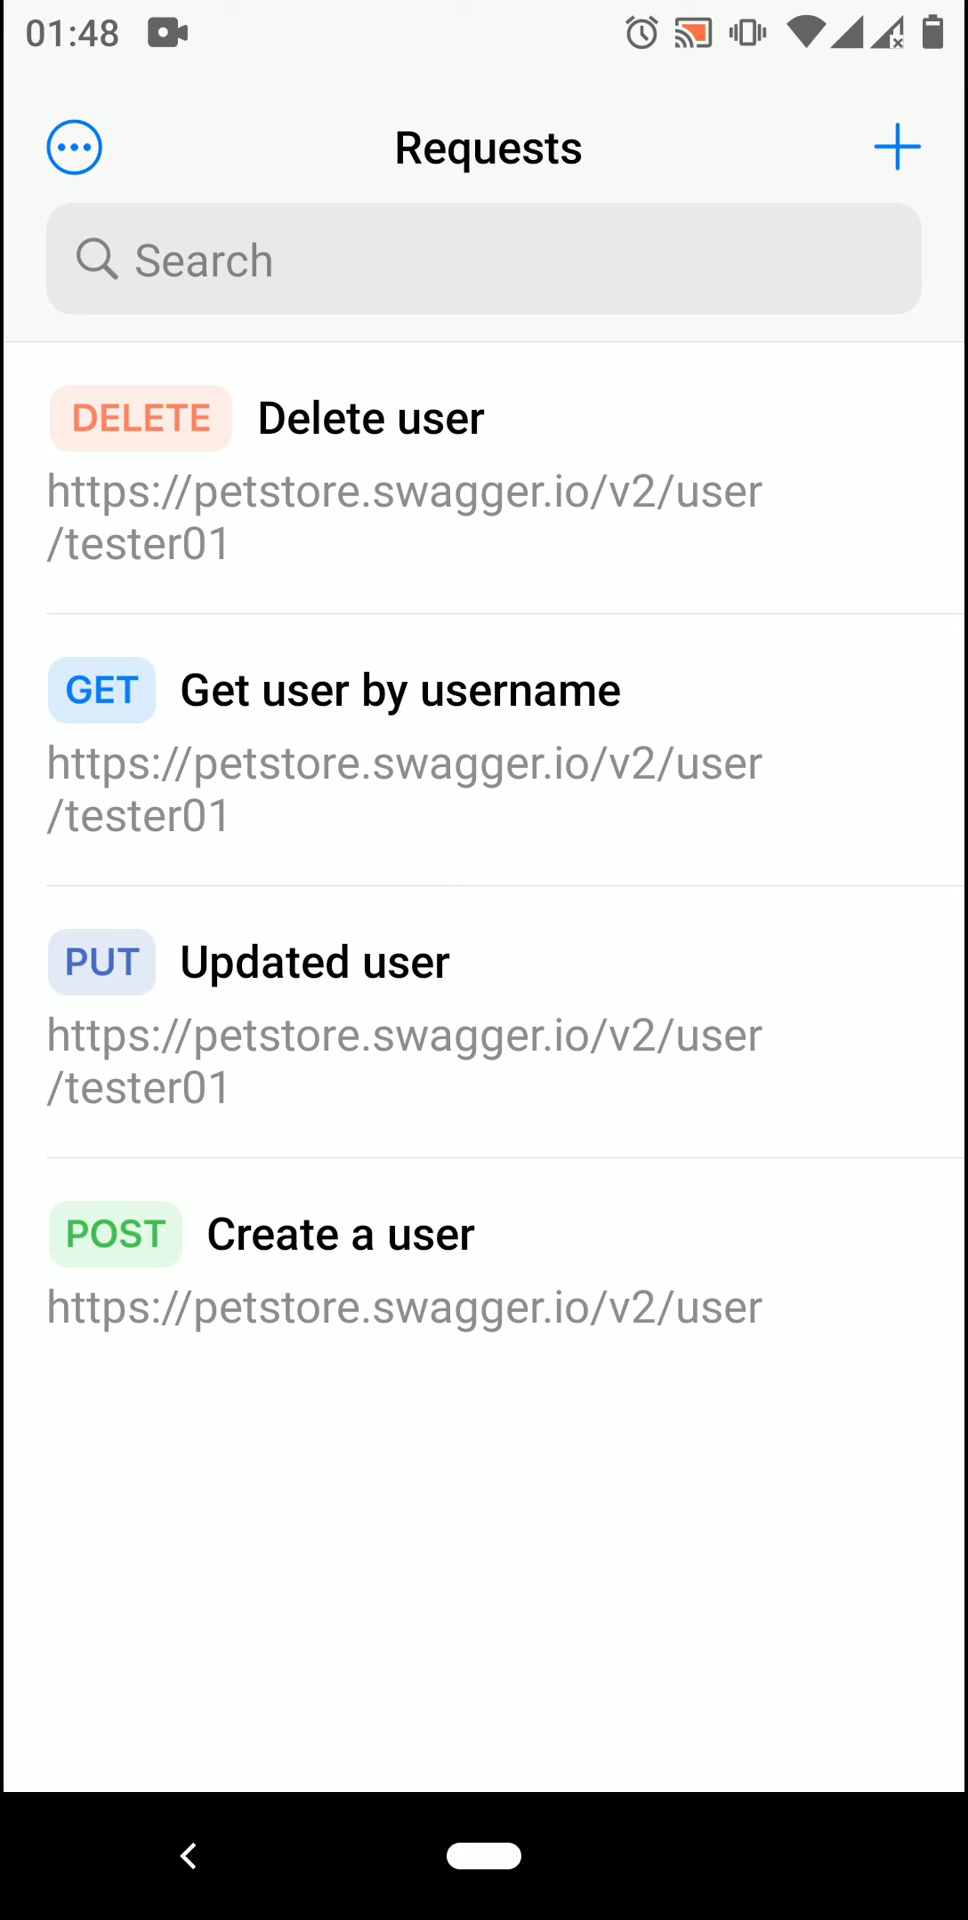 01:48
Requests
Search
DELETE Delete user
https://petstore.swagger.io/v2/user
/tester01
GET Get user by username
https://petstore.swagger.io/v2/user
/tester01
PUT Updated user
https://petstore.swagger.io/v2/user
/tester01
POST Create a user
https://petstore.swagger.io/v2/user